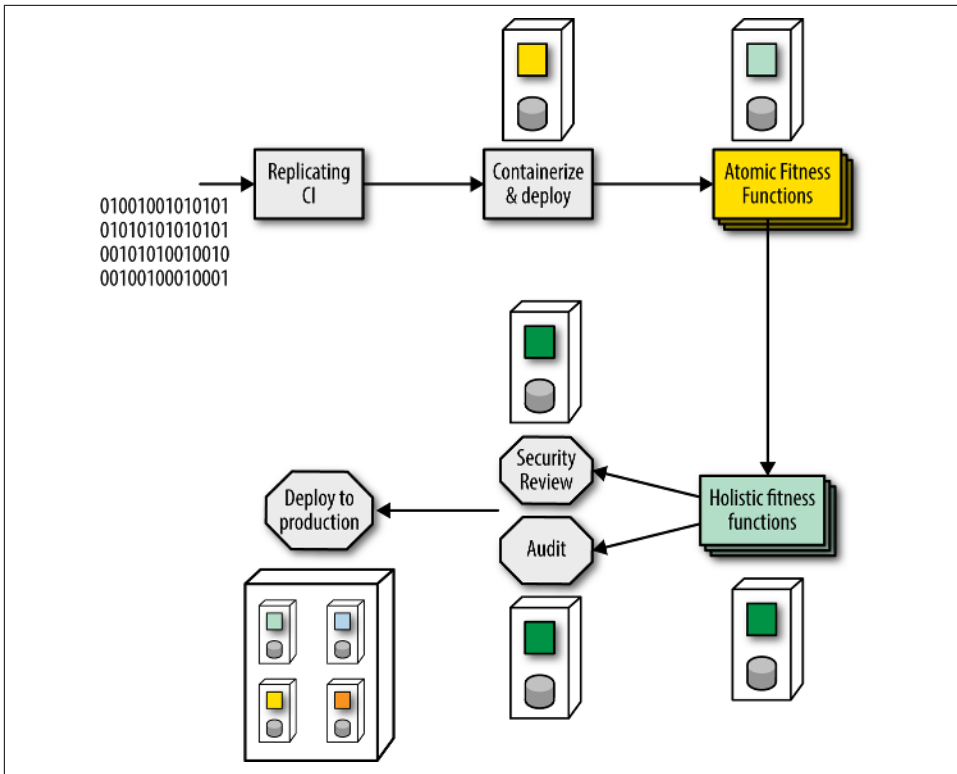 Replicating
CI
Containerize
& deploy
Atomic Fitness
Functions
01001001010101
01010101010101
00101010010010
00100100010001
Security
Review
Holistic fitness
functions
Deploy to
production
Audit